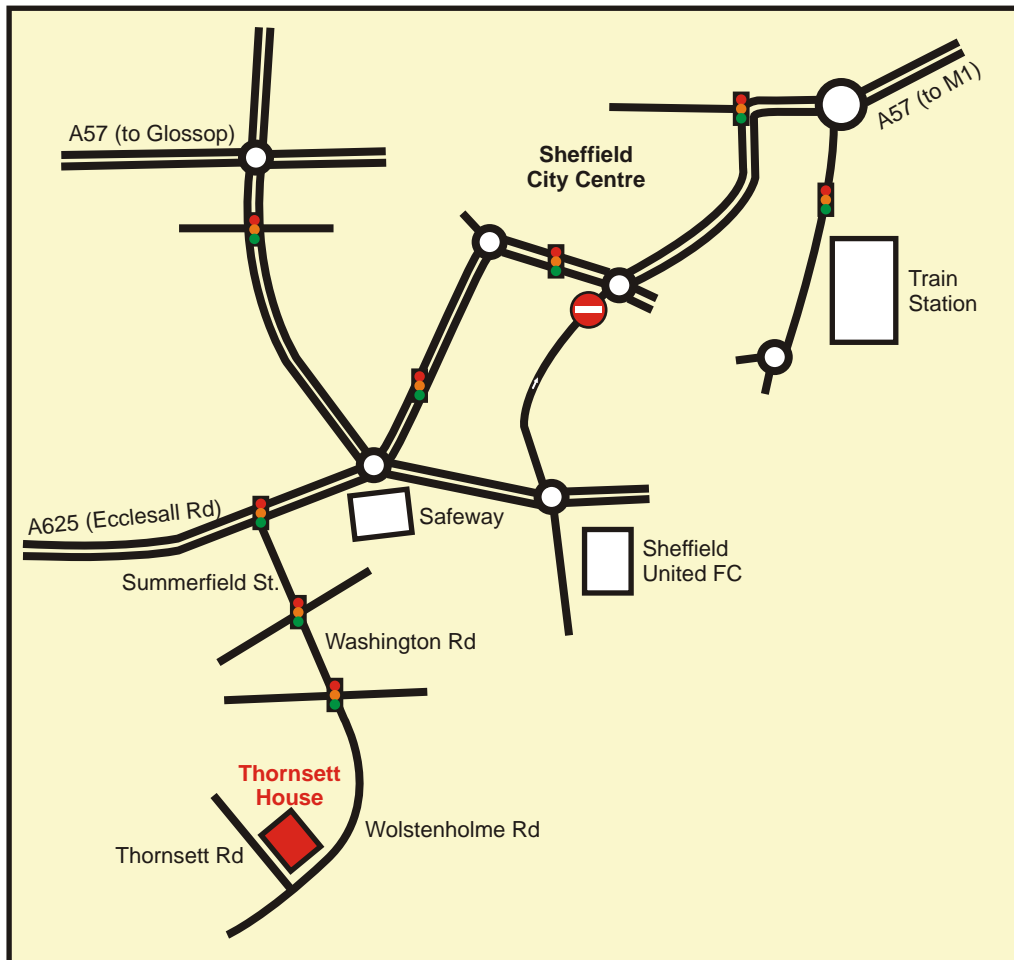 A57 (to Glossop)
Sheffield
City Centre
A57 (to M1)
Train
Station
A625 (Ecclesall Rd)
Safeway
Sheffield
United FC
Summerfield St.
Washington Rd
Thornsett
House
Wolstenholme Rd
Thornsett Rd